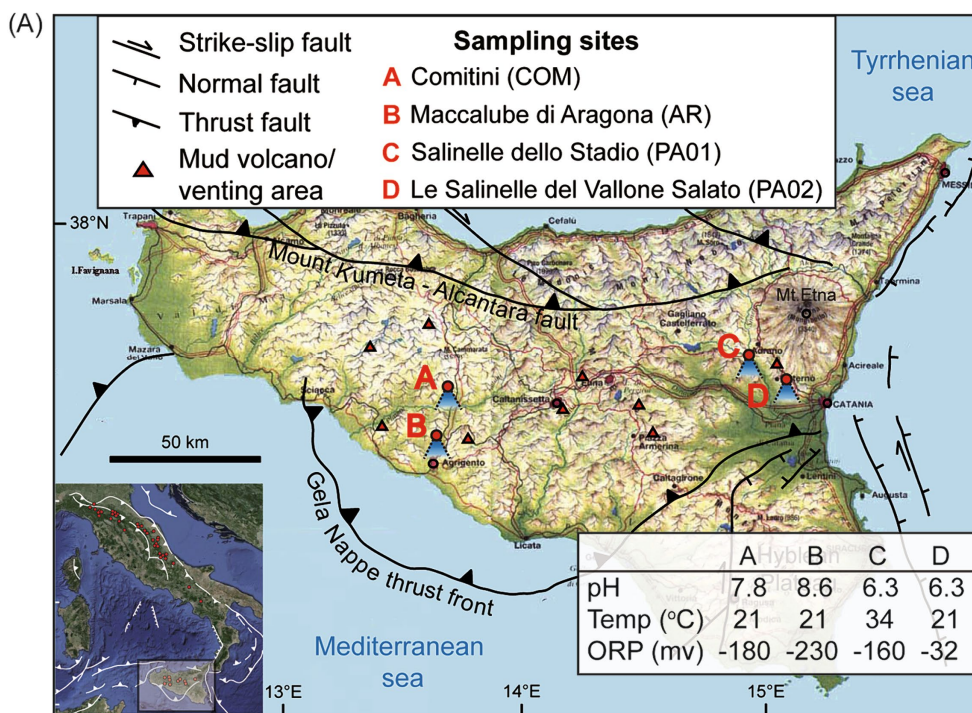 (A)
Strike-slip fault
Normal fault
Thrust fault
Mud volcano/
venting area
Sampling sites
A Comitini (COM)
B Maccalube di Aragona (AR)
C Salinelle dello Stadio (PA01)
D Le Salinelle del Vallone Salato (PA02)
Tyrrhenian
sea
38°N
Trapani
Bagheria
Cefalù
I.Favignana
Marsala
Mazara
Sciacca
Mount Kumeta - Alcantara fault
Mt.Etna
Taormina
Gagliano
Castelferrato
Acireale
CATANIA
C
D
A
B
Caltanissetta
Enna
Piazza
Armerina
Agrigento
50 km
Caltagirone
Lentini
Augusta
Licata
Gela Nappe thrust front
Mediterranean
sea
Hyblean
Plateau
A B C D
pH 7.8 8.6 6.3 6.3
Temp (°C) 21 21 34 21
ORP (mv) -180 -230 -160 -32
13°E
14°E
15°E